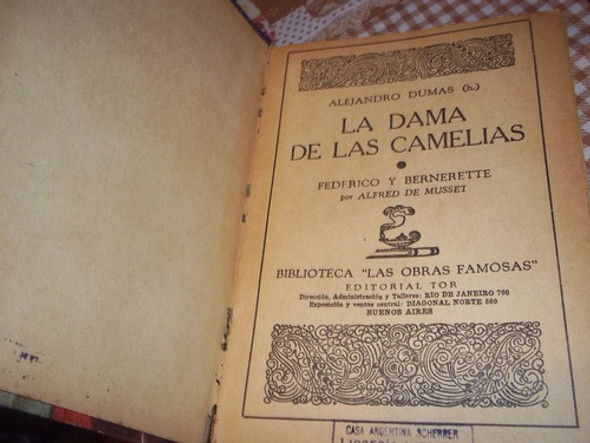 ALEJANDRO DUMAS (h.)
LA DAMA
DE LAS CAMELIAS
FEDERICO Y BERNERETTE
por ALFRED DE MUSSET
BIBLIOTECA "LAS OBRAS FAMOSAS"
EDITORIAL TOR
Dirección, Administración y Talleres: RIO DE JANEIRO 760
Exposición y ventas central: DIAGONAL NORTE 580
BUENOS AIRES
CASA ARGENTINA SCHERRER